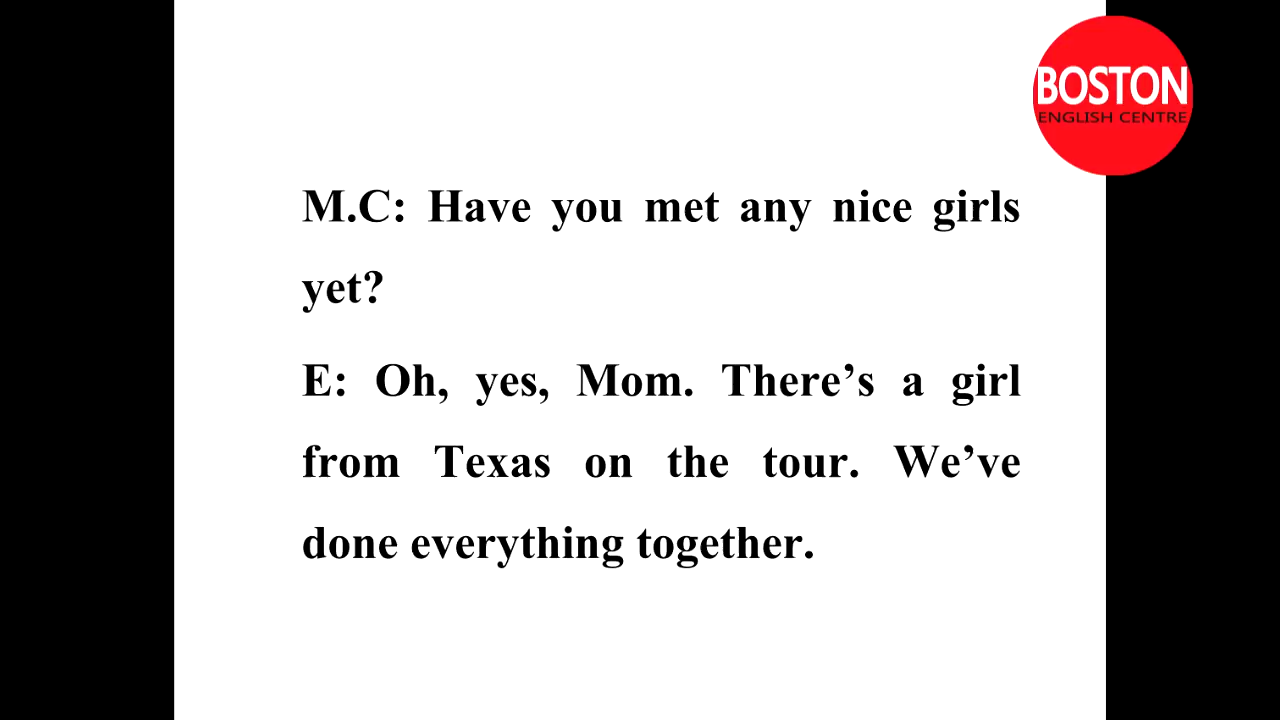 BOSTON
ENGLISH CENTRE
M.C: Have you met any nice girls
yet?
E: Oh, yes, Mom. There’s a girl
from Texas on the tour. We’ve
done everything together.